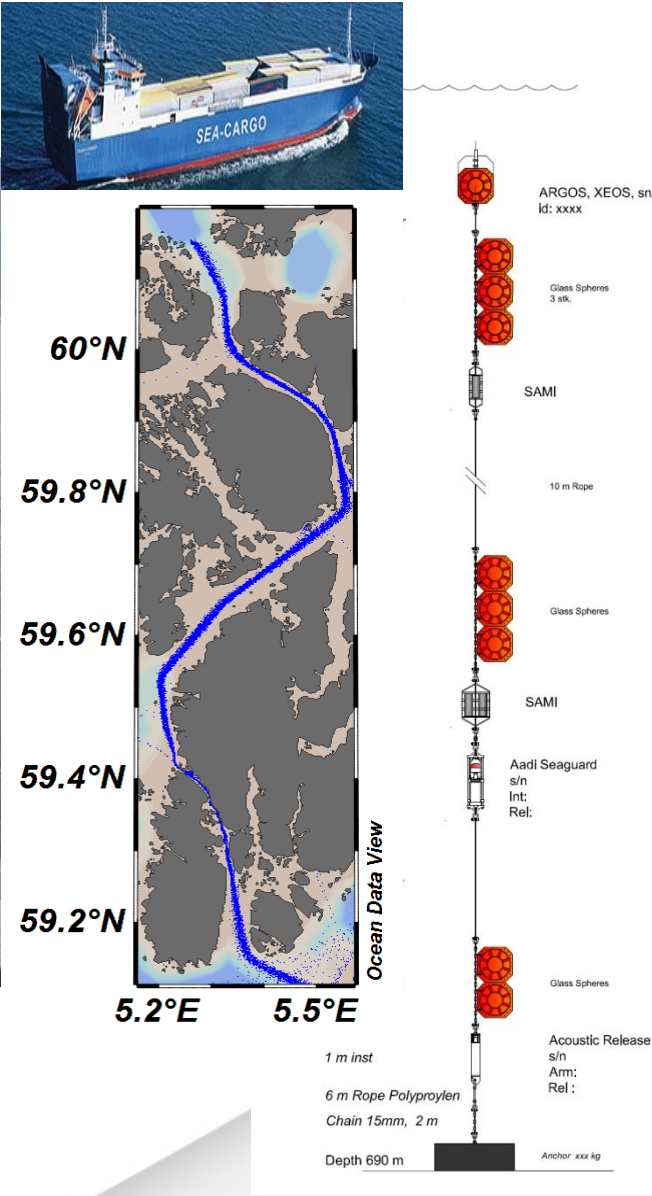 SEA-CARGO
60°N
59.8°N
59.6°N
59.4°N
59.2°N
5.2°E
5.5°E
Ocean Data View
ARGOS, XEOS, sn
id: xxxx
Glass Spheres
3 stk.
SAMI
10 m Rope
Glass Spheres
SAMI
Aadi Seaguard
s/n
Int:
Rel:
Glass Spheres
Acoustic Release
s/n
Arm:
Rel :
1 m inst
6 m Rope Polyproylen
Chain 15mm, 2 m
Depth 690 m
Anchor xxx kg